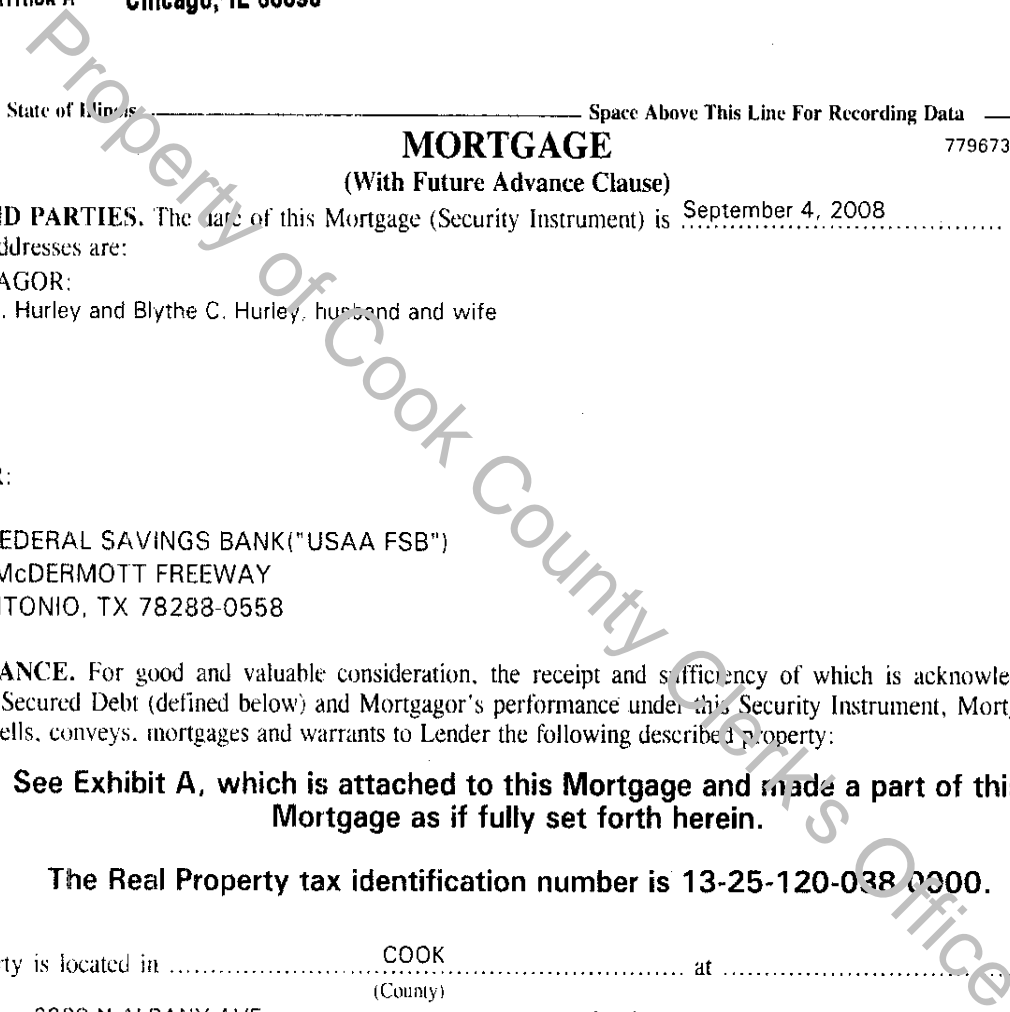 Chicago, IL
State of Illinois Space Above This Line For Recording Data
MORTGAGE 779673
(With Future Advance Clause)
D PARTIES. The date of this Mortgage (Security Instrument) is September 4, 2008
ddresses are:
AGOR:
. Hurley and Blythe C. Hurley, husband and wife
R:
EDERAL SAVINGS BANK("USAA FSB")
McDERMOTT FREEWAY
TONIO, TX 78288-0558
ANCE. For good and valuable consideration, the receipt and sufficiency of which is acknowle
Secured Debt (defined below) and Mortgagor's performance under this Security Instrument, Mort
ells, conveys, mortgages and warrants to Lender the following described property:
See Exhibit A, which is attached to this Mortgage and made a part of thi
Mortgage as if fully set forth herein.
The Real Property tax identification number is 13-25-120-038-0000.
rty is located in COOK at
(County)
N ALBANY AVE
Property of Cook County Clerk's Office